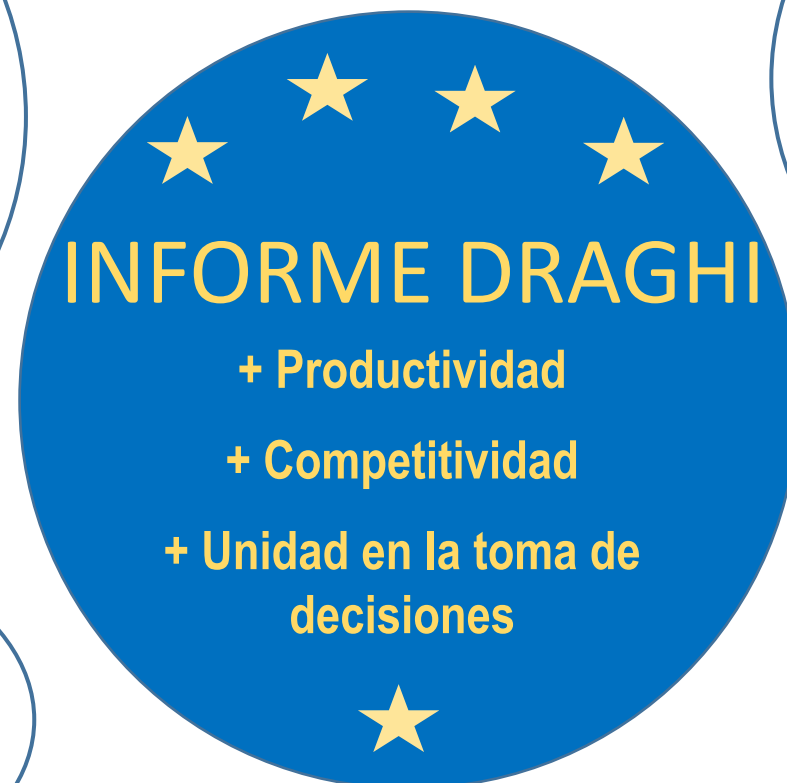 INFORME DRAGHI
+ Productividad
+ Competitividad
+ Unidad en la toma de
decisiones